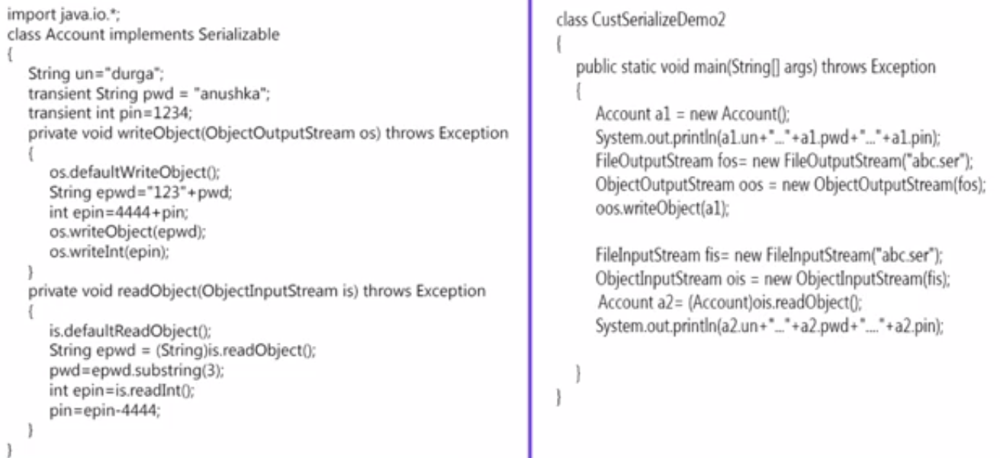 import java.io.*;
class Account implements Serializable
{
String un="durga";
transient String pwd = "anushka";
transient int pin=1234;
private void writeObject(ObjectOutputStream os) throws Exception
{
os.defaultWriteObject();
String epwd="123"+pwd;
int epin=4444+pin;
os.writeObject(epwd);
os.writeInt(epin);
}
private void readObject(ObjectInputStream is) throws Exception
{
is.defaultReadObject();
String epwd = (String)is.readObject();
pwd=epwd.substring(3);
int epin=is.readInt();
pin=epin-4444;
}
}
class CustSerializeDemo2
{
public static void main(String[] args) throws Exception
{
Account a1 = new Account();
System.out.println(a1.un+"..."+a1.pwd+"..."+a1.pin);
FileOutputStream fos= new FileOutputStream("abc.ser");
ObjectOutputStream oos = new ObjectOutputStream(fos);
oos.writeObject(a1);
FileInputStream fis= new FileInputStream("abc.ser");
ObjectInputStream ois = new ObjectInputStream(fis);
Account a2= (Account)ois.readObject();
System.out.println(a2.un+"..."+a2.pwd+"...."+a2.pin);
}
}